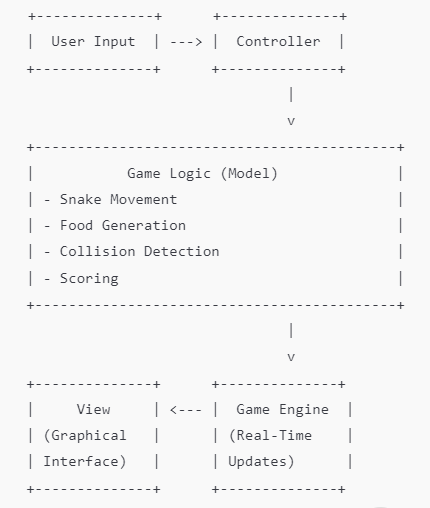 +--------------+      +--------------+
|  User Input  | ---> |  Controller  |
+--------------+      +--------------+
                               |
                               v
+-------------------------------------------+
|           Game Logic (Model)              |
| - Snake Movement                          |
| - Food Generation                         |
| - Collision Detection                     |
| - Scoring                                 |
+-------------------------------------------+
                               |
                               v
+--------------+      +--------------+
|     View     | <--- |  Game Engine  |
| (Graphical   |      | (Real-Time    |
| Interface)   |      | Updates)      |
+--------------+      +--------------+